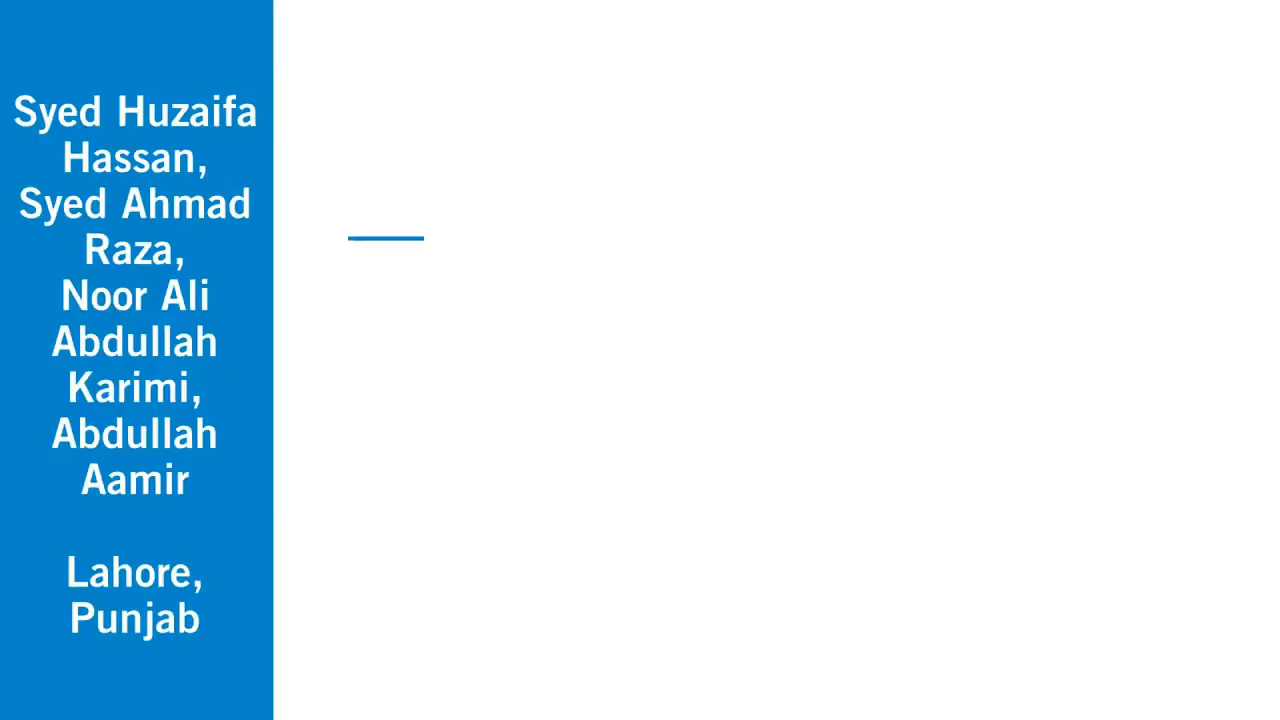 Syed Huzaifa
Hassan,
Syed Ahmad
Raza,
Noor Ali
Abdullah
Karimi,
Abdullah
Aamir
Lahore,
Punjab